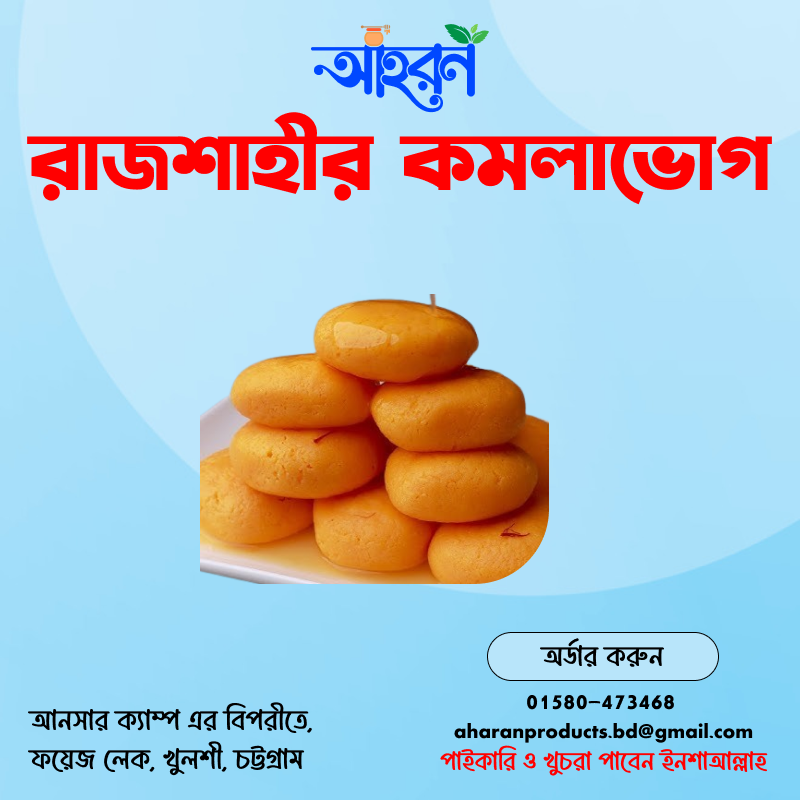 আহরন
রাজশাহীর কমলাভোগ
অর্ডার করুন
01580-473468
aharanproducts.bd@gmail.com
পাইকারি ও খুচরা পাবেন ইনশাআল্লাহ
আনসার ক্যাম্প এর বিপরীতে,
ফয়েজ লেক, খুলশী, চট্টগ্রাম